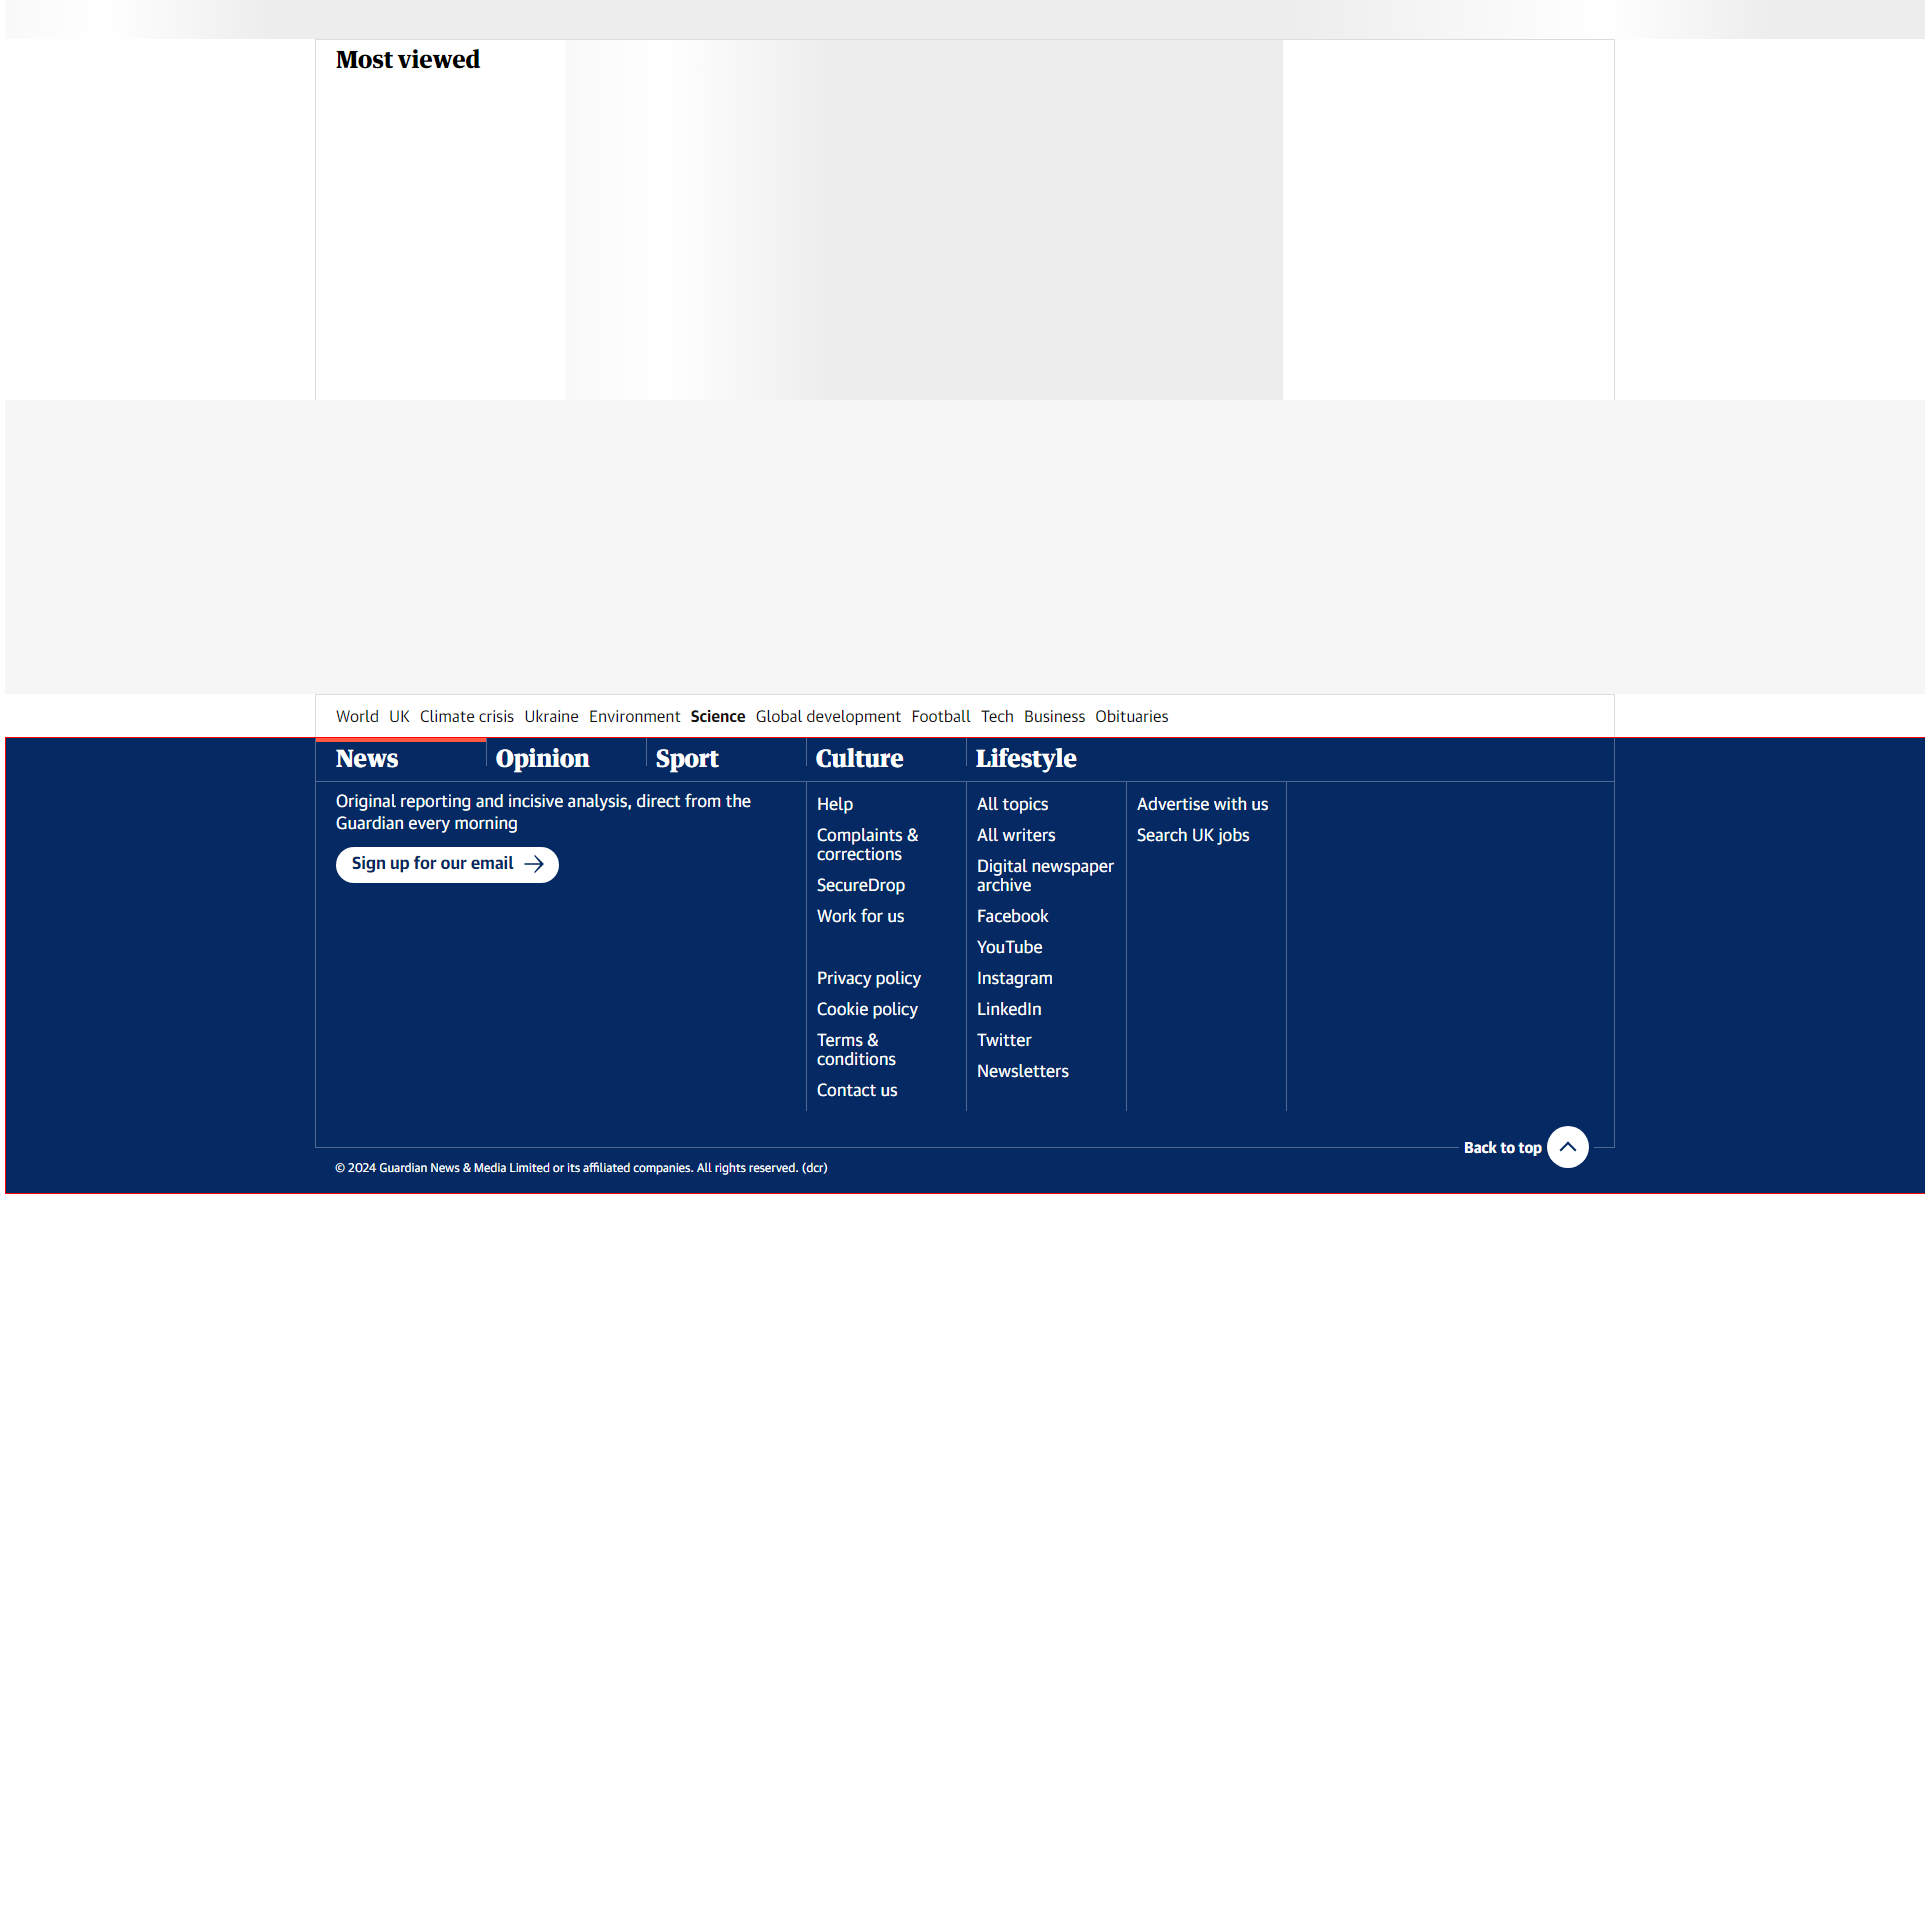 Most viewed
World UK Climate crisis Ukraine Environment Science Global development Football Tech Business Obituaries
News Opinion Sport Culture Lifestyle
Original reporting and incisive analysis, direct from the
Guardian every morning
Sign up for our email
Help
Complaints &
corrections
SecureDrop
Work for us
Privacy policy
Cookie policy
Terms &
conditions
Contact us
All topics
All writers
Digital newspaper
archive
Facebook
YouTube
Instagram
LinkedIn
Twitter
Newsletters
Advertise with us
Search UK jobs
Back to top
© 2024 Guardian News & Media Limited or its affiliated companies. All rights reserved. (dcr)